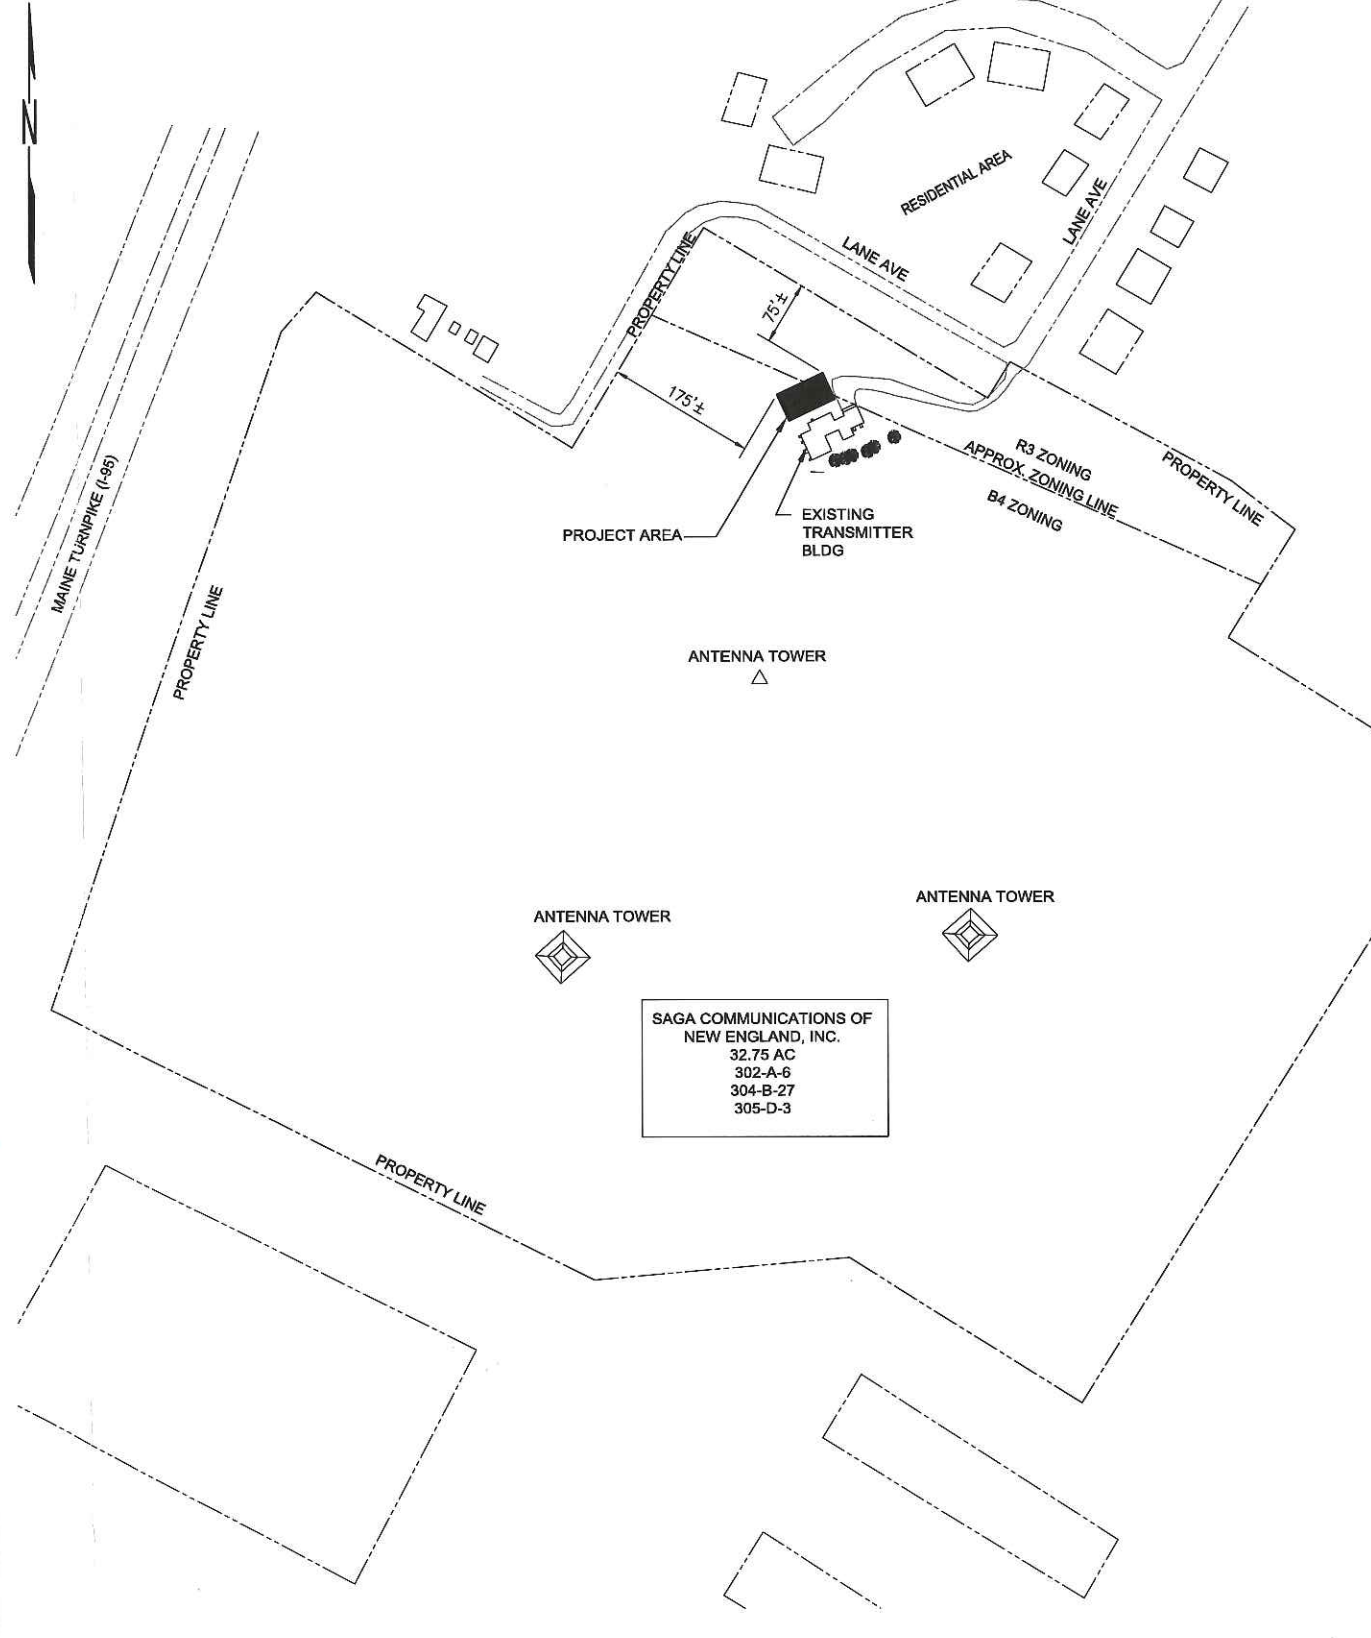 N
RESIDENTIAL AREA
LANE AVE
LANE AVE
PROPERTY LINE
75'±
175'±
R3 ZONING
APPROX. ZONING LINE
B4 ZONING
PROPERTY LINE
MAINE TURNPIKE (I-95)
PROJECT AREA
EXISTING
TRANSMITTER
BLDG
PROPERTY LINE
ANTENNA TOWER
ANTENNA TOWER
ANTENNA TOWER
SAGA COMMUNICATIONS OF
NEW ENGLAND, INC.
32.75 AC
302-A-6
304-B-27
305-D-3
PROPERTY LINE